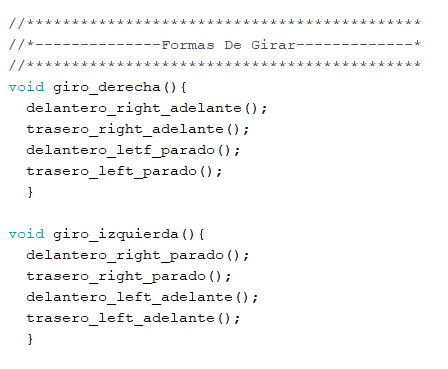 //********************************************
//*--------------Formas De Girar-------------*
//********************************************
void giro_derecha(){
  delantero_right_adelante();
  trasero_right_adelante();
  delantero_letf_parado();
  trasero_left_parado();
  }

void giro_izquierda(){
  delantero_right_parado();
  trasero_right_parado();
  delantero_left_adelante();
  trasero_left_adelante();
  }